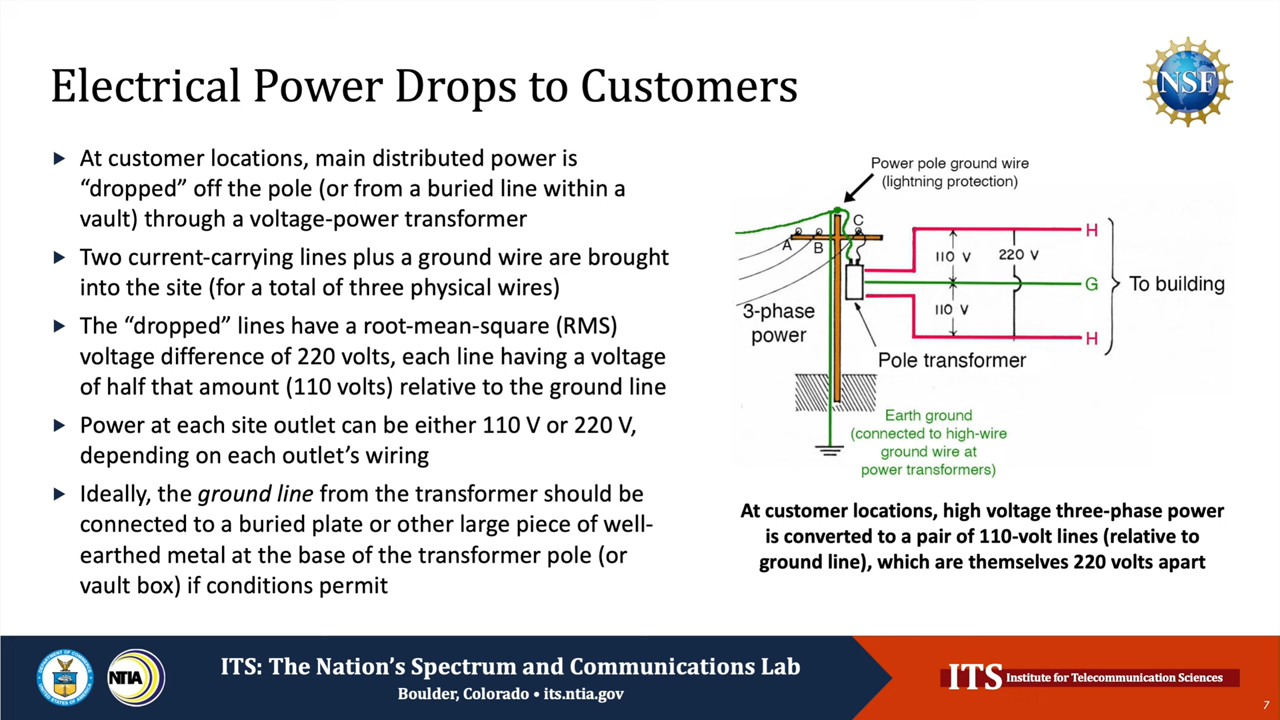 Electrical Power Drops to Customers
NSF
At customer locations, main distributed power is
“dropped” off the pole (or from a buried line within a
vault) through a voltage-power transformer
Two current-carrying lines plus a ground wire are brought
into the site (for a total of three physical wires)
The “dropped” lines have a root-mean-square (RMS)
voltage difference of 220 volts, each line having a voltage
of half that amount (110 volts) relative to the ground line
Power at each site outlet can be either 110 V or 220 V,
depending on each outlet’s wiring
Ideally, the ground line from the transformer should be
connected to a buried plate or other large piece of well-
earthed metal at the base of the transformer pole (or
vault box) if conditions permit
Power pole ground wire
(lightning protection)
A
B
C
H
110 V
220 V
G
To building
110 V
H
3-phase
power
Pole transformer
Earth ground
(connected to high-wire
ground wire at
power transformers)
At customer locations, high voltage three-phase power
is converted to a pair of 110-volt lines (relative to
ground line), which are themselves 220 volts apart
NTIA
ITS: The Nation’s Spectrum and Communications Lab
Boulder, Colorado • its.ntia.gov
ITS Institute for Telecommunication Sciences
7